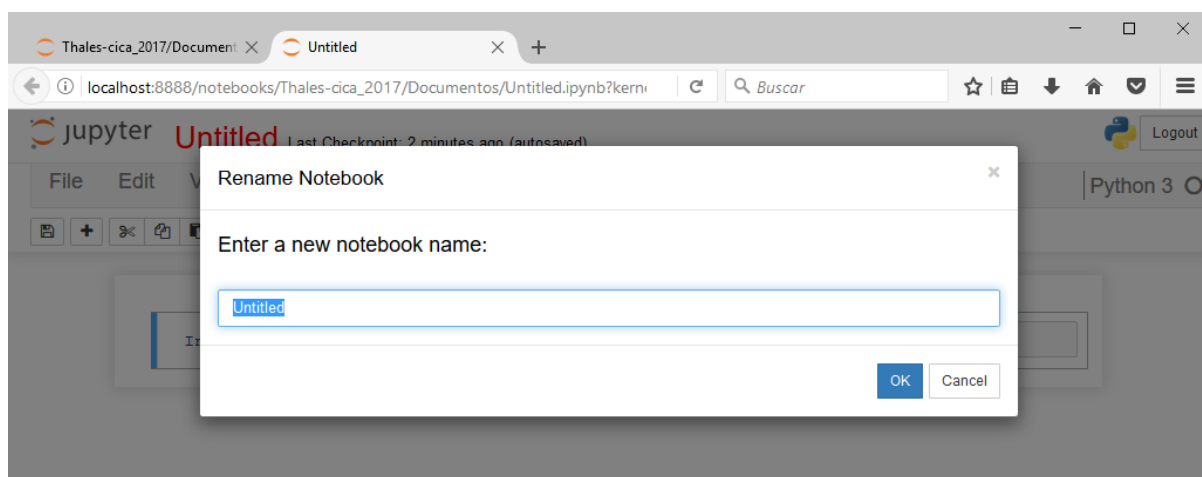 Thales-cica_2017/Document
Untitled
localhost:8888/notebooks/Thales-cica_2017/Documentos/Untitled.ipynb?kern
Buscar
jupyter Untitled Last Checkpoint: 2 minutes ago (autosaved)
Logout
File Edit V
Python 3
Rename Notebook
Enter a new notebook name:
Untitled
In
OK Cancel